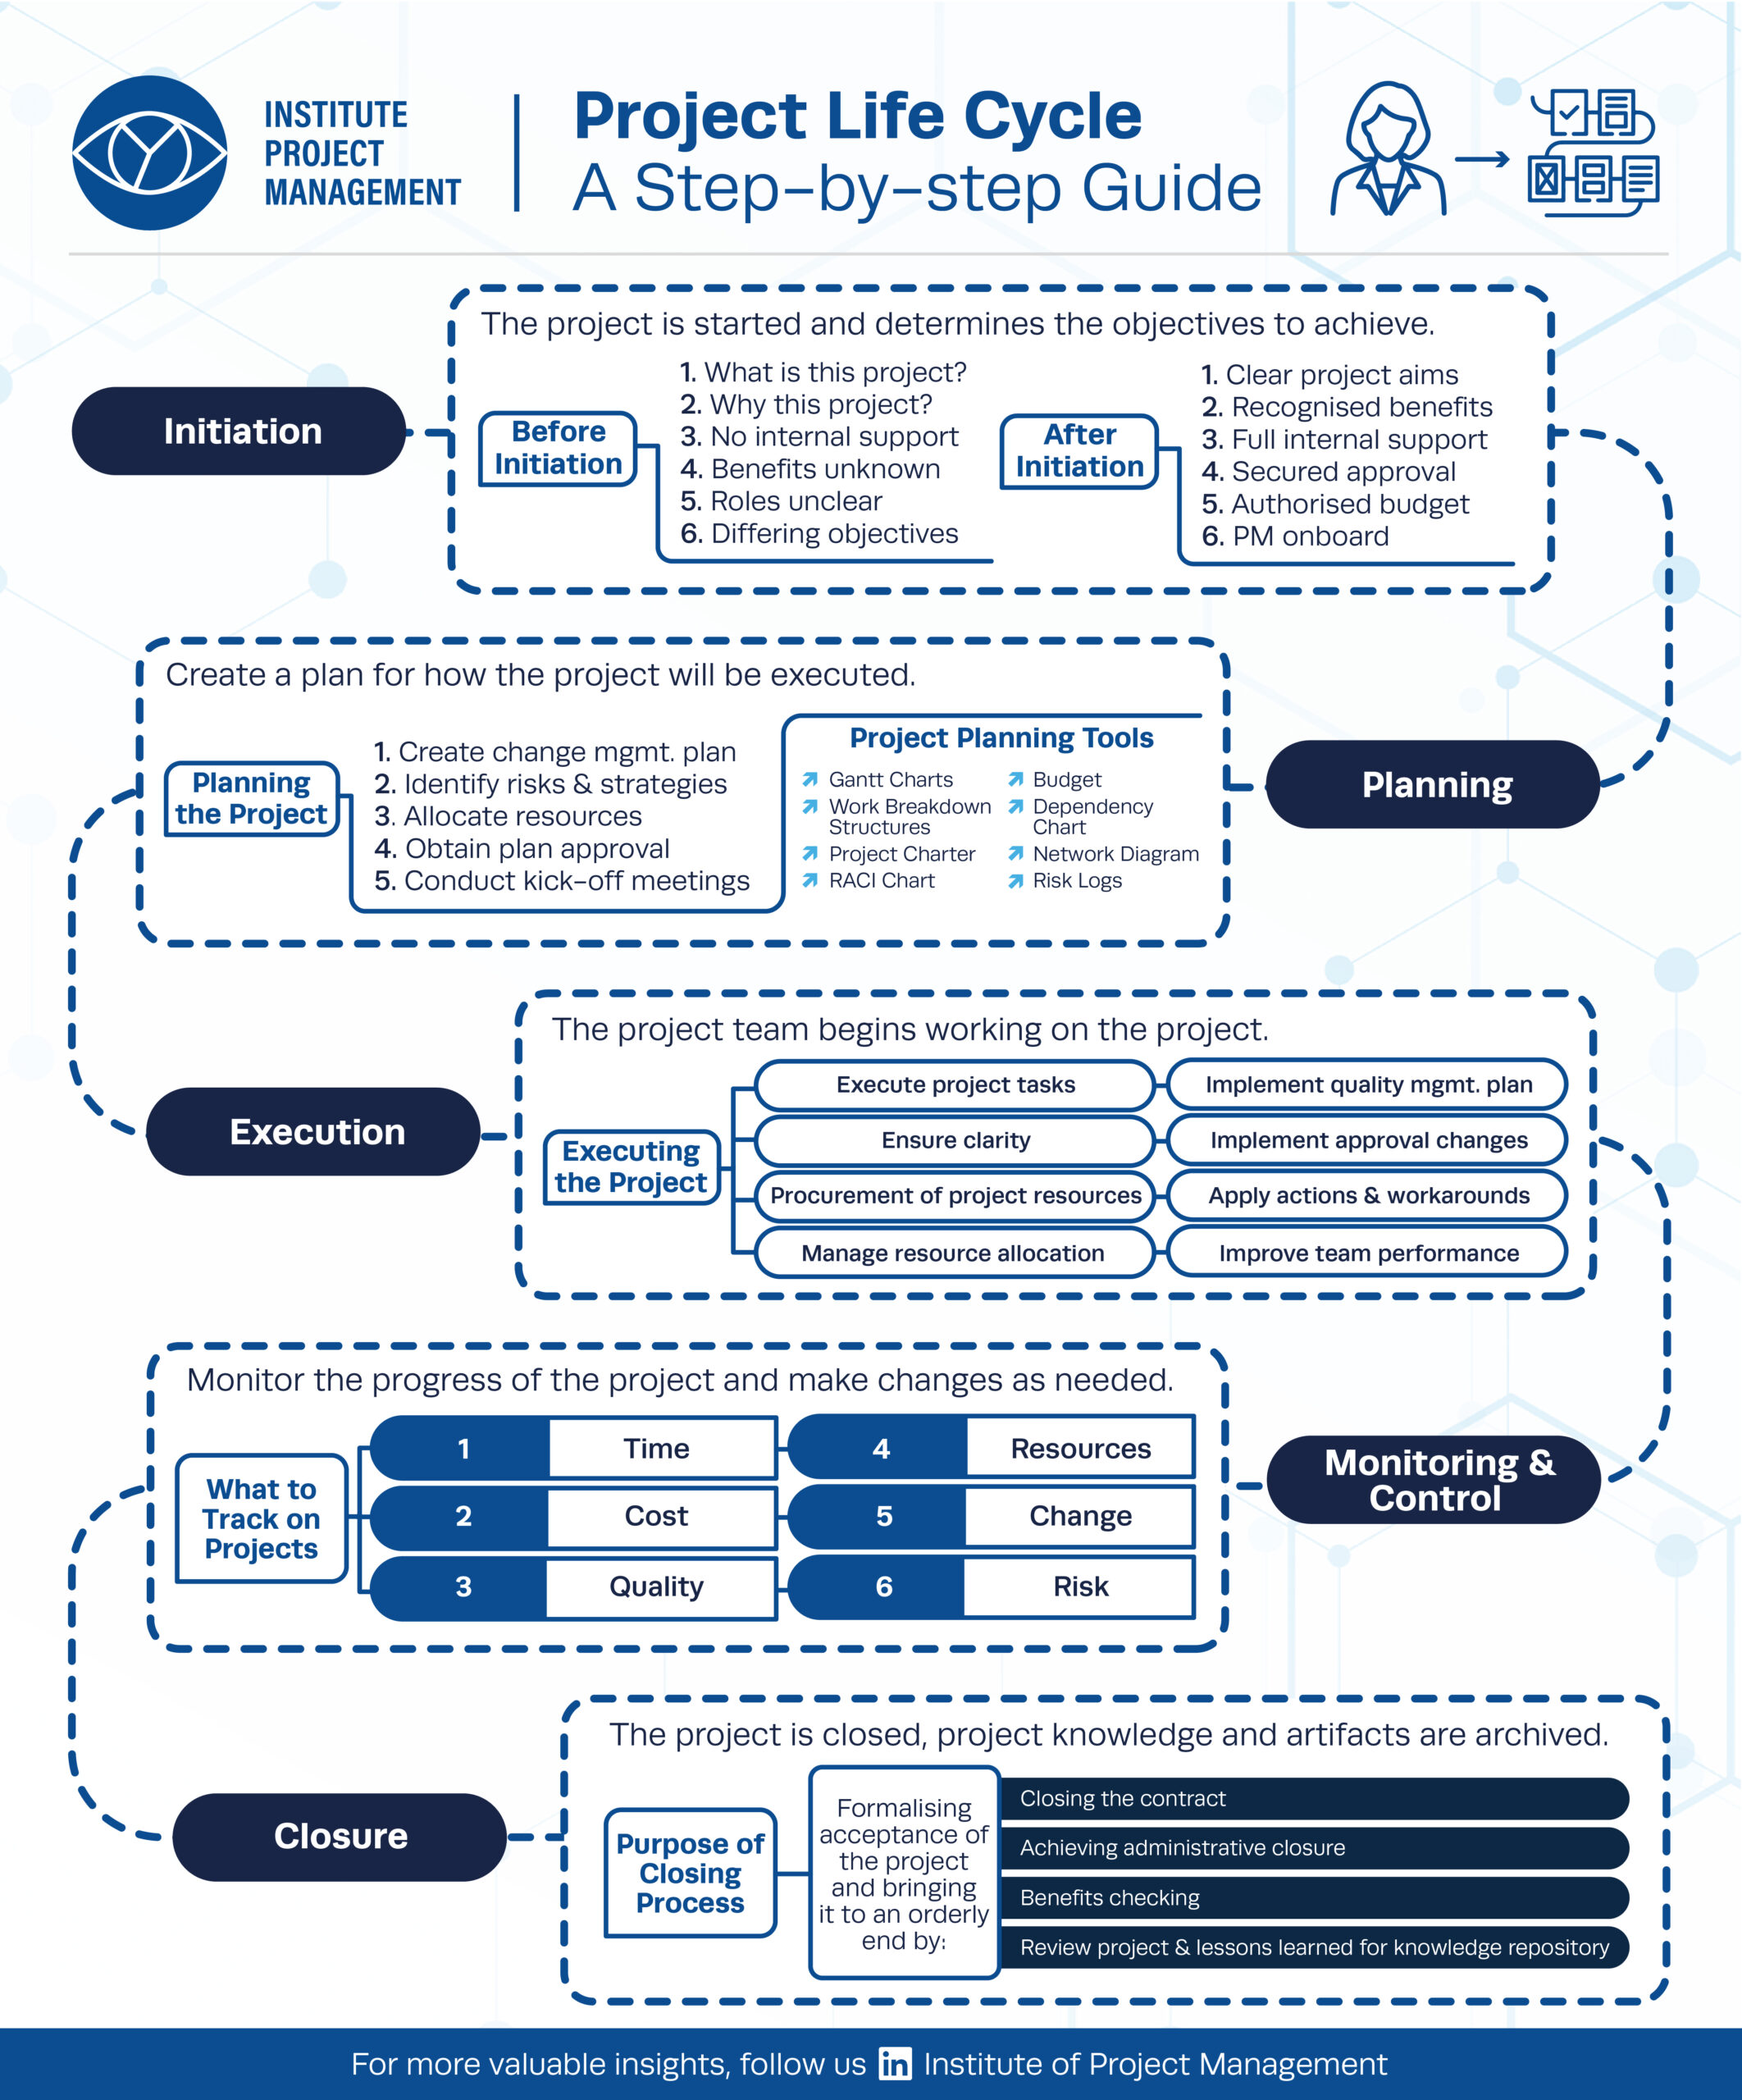 INSTITUTE
PROJECT
MANAGEMENT
Project Life Cycle
A Step-by-step Guide
Initiation
The project is started and determines the objectives to achieve.
Before
Initiation
1. What is this project?
2. Why this project?
3. No internal support
4. Benefits unknown
5. Roles unclear
6. Differing objectives
After
Initiation
1. Clear project aims
2. Recognised benefits
3. Full internal support
4. Secured approval
5. Authorised budget
6. PM onboard
Planning
Create a plan for how the project will be executed.
Planning
the Project
1. Create change mgmt. plan
2. Identify risks & strategies
3. Allocate resources
4. Obtain plan approval
5. Conduct kick-off meetings
Project Planning Tools
Gantt Charts
Work Breakdown
Structures
Project Charter
RACI Chart
Budget
Dependency
Chart
Network Diagram
Risk Logs
Execution
The project team begins working on the project.
Executing
the Project
Execute project tasks
Implement quality mgmt. plan
Ensure clarity
Implement approval changes
Procurement of project resources
Apply actions & workarounds
Manage resource allocation
Improve team performance
Monitoring &
Control
Monitor the progress of the project and make changes as needed.
What to
Track on
Projects
1 Time
2 Cost
3 Quality
4 Resources
5 Change
6 Risk
Closure
The project is closed, project knowledge and artifacts are archived.
Purpose of
Closing
Process
Formalising
acceptance of
the project
and bringing
it to an orderly
end by:
Closing the contract
Achieving administrative closure
Benefits checking
Review project & lessons learned for knowledge repository
For more valuable insights, follow us in Institute of Project Management